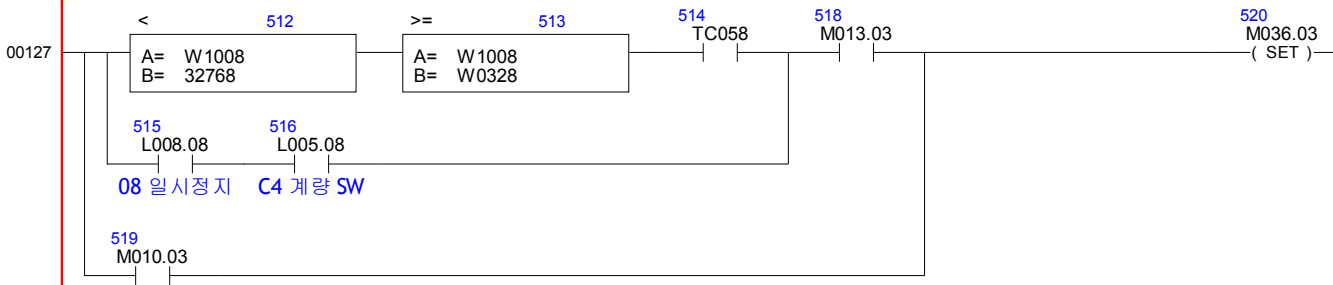 < 512 >= 513 514 518 520
TC058 M013.03 M036.03
00127 A= W1008 A= W1008 ( SET )
B= 32768 B= W0328
515 516
L008.08 L005.08
08 일시정지 C4 계량 SW
519
M010.03